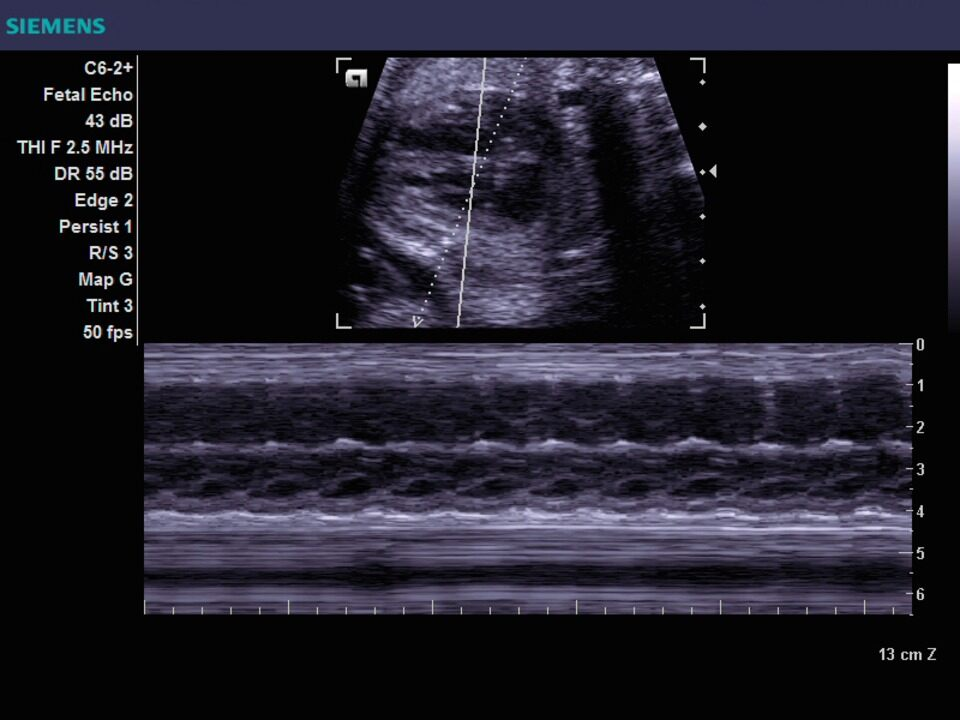 SIEMENS
C6-2+
Fetal Echo
43 dB
THI F 2.5 MHz
DR 55 dB
Edge 2
Persist 1
R/S 3
Map G
Tint 3
50 fps
0
1
2
3
4
5
6
13 cm Z